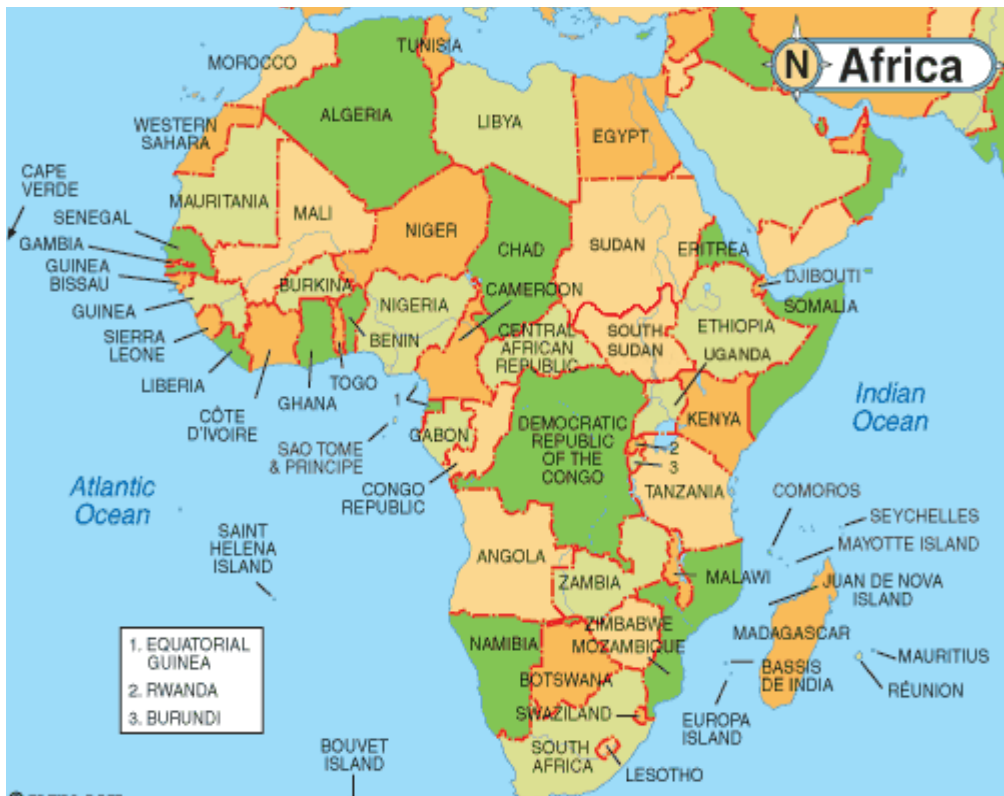 N Africa
MOROCCO
TUNISIA
ALGERIA
LIBYA
EGYPT
WESTERN
SAHARA
CAPE
VERDE
MAURITANIA
MALI
NIGER
CHAD
SUDAN
ERITREA
SENEGAL
GAMBIA
GUINEA
BISSAU
GUINEA
SIERRA
LEONE
LIBERIA
CÔTE
D'IVOIRE
BURKINA
GHANA
TOGO
BENIN
NIGERIA
CAMEROON
CENTRAL
AFRICAN
REPUBLIC
SOUTH
SUDAN
DJIBOUTI
SOMALIA
ETHIOPIA
UGANDA
KENYA
Indian
Ocean
1
SAO TOME
& PRINCIPE
GABON
CONGO
REPUBLIC
DEMOCRATIC
REPUBLIC
OF THE
CONGO
2
3
TANZANIA
Atlantic
Ocean
SAINT
HELENA
ISLAND
COMOROS
SEYCHELLES
MAYOTTE ISLAND
JUAN DE NOVA
ISLAND
ANGOLA
ZAMBIA
MALAWI
ZIMBABWE
MOZAMBIQUE
MADAGASCAR
NAMIBIA
BOTSWANA
MAURITIUS
BASSIS
DE INDIA
RÉUNION
SWAZILAND
EUROPA
ISLAND
SOUTH
AFRICA
LESOTHO
1. EQUATORIAL
GUINEA
2. RWANDA
3. BURUNDI
BOUVET
ISLAND